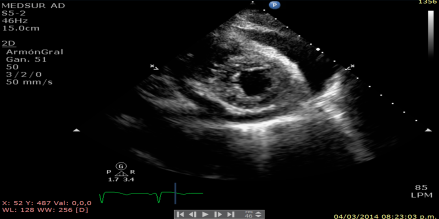 MEDSUR AD
S5-2
46Hz
15.0cm
2D
ArmónGral
Gan. 51
50
3/2/0
50 mm/s
P
1356
G
P R
1.7 3.4
85
LPM
X: 52 Y: 487 Val: 0,0,0
WL: 128 WW: 256 [D]
46
04/03/2014 08:23:03 p.m.